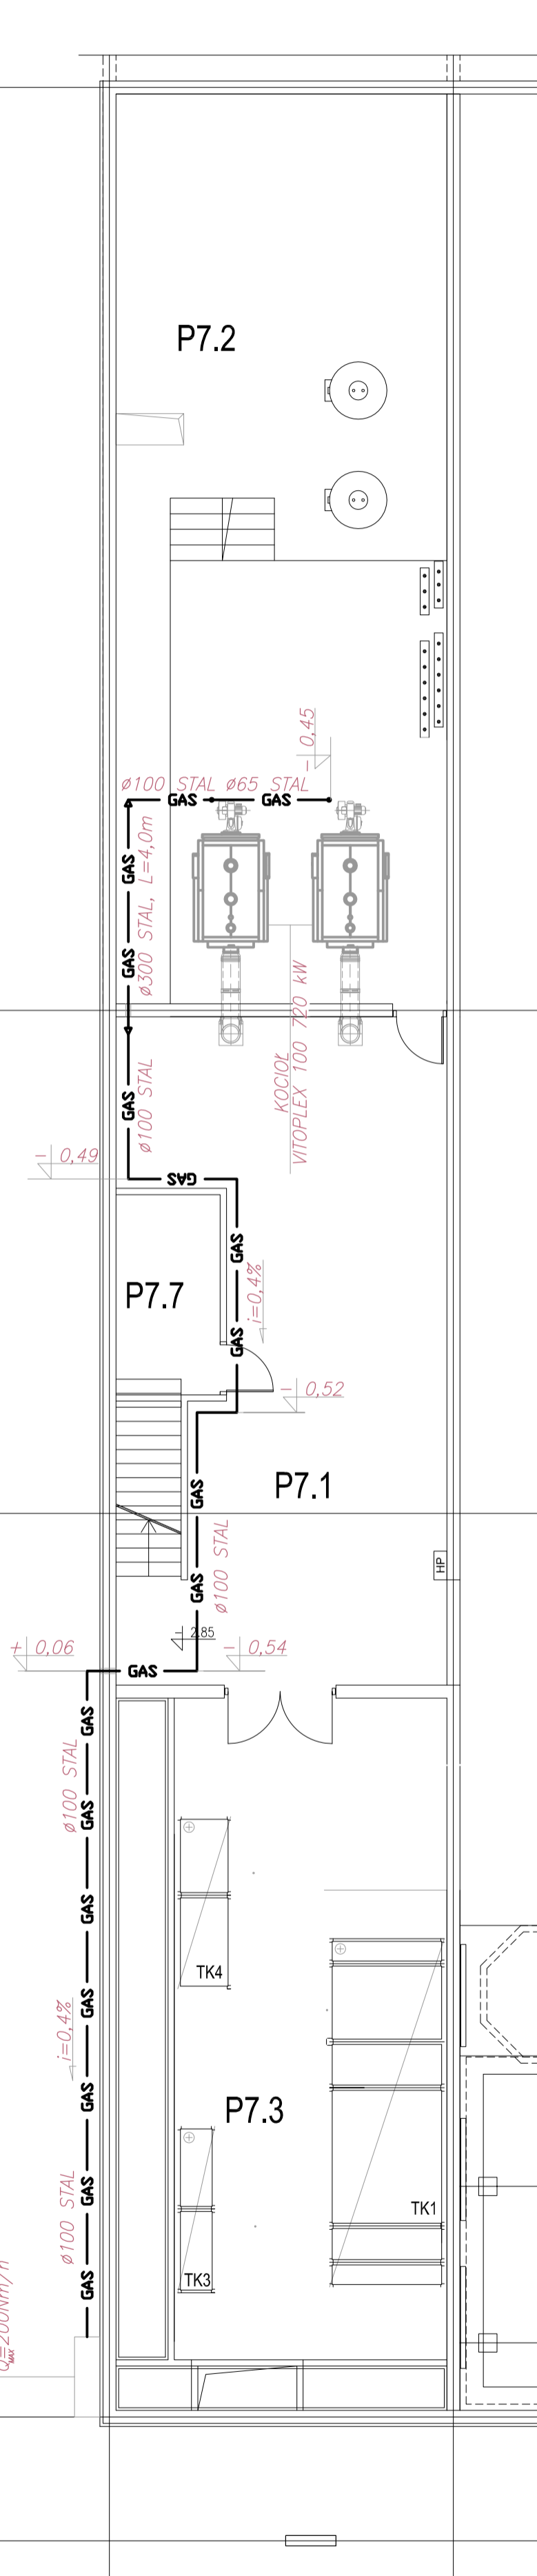 P7.2
- 0,45
ø100 STAL ø65 STAL
GAS GAS
GAS
ø300 STAL, L=4,0m
GAS
KOCIOŁ
VITOPLEX 100 720 kW
GAS
ø100 STAL
- 0,49
GAS
GAS
P7.7
i=0,4%
GAS
- 0,52
P7.1
GAS
ø100 STAL
GAS
HP
- 2.85
+ 0,06
- 0,54
GAS
GAS
ø100 STAL
GAS
GAS
TK4
GAS
i=0,4%
GAS
P7.3
GAS
ø100 STAL
TK1
TK3
GAS